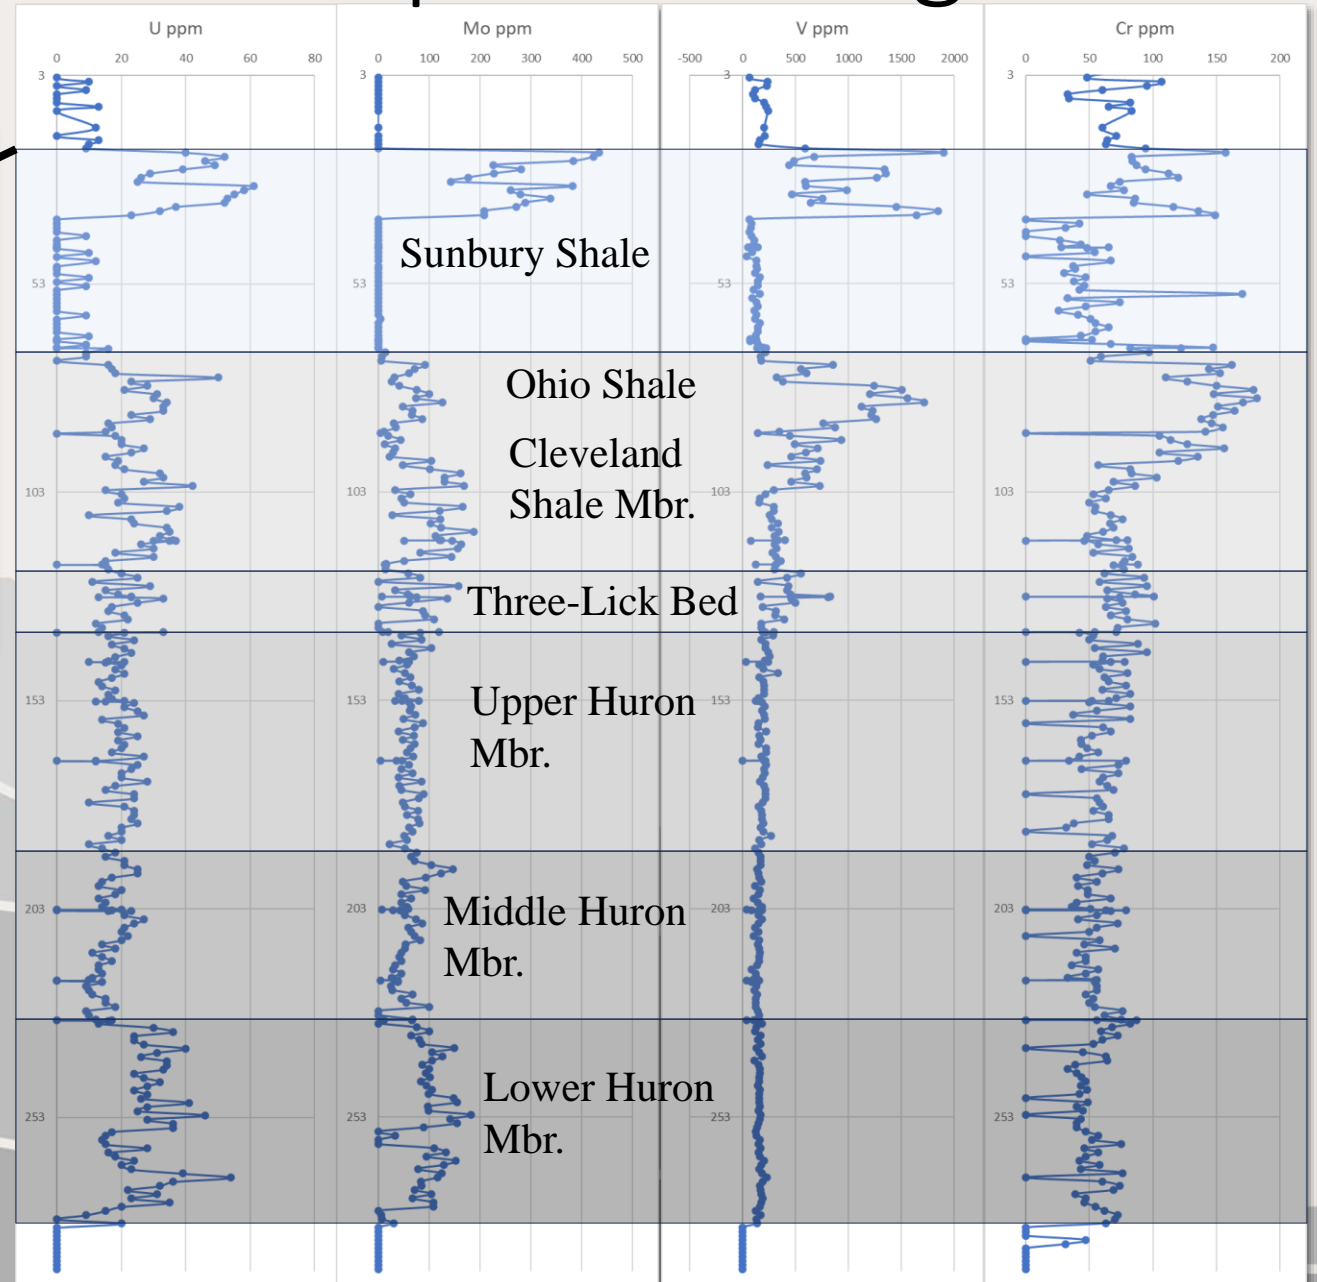 U ppm Mo ppm V ppm Cr ppm
0 20 40 60 80 0 100 200 300 400 500 -500 0 500 1000 1500 2000 0 50 100 150 200
3 3 3 3
Sunbury Shale
53 53 53 53
Ohio Shale
Cleveland
Shale Mbr.
103 103 103 103
Three-Lick Bed
Upper Huron
Mbr.
153 153 153 153
Middle Huron
Mbr.
203 203 203 203
Lower Huron
Mbr.
253 253 253 253